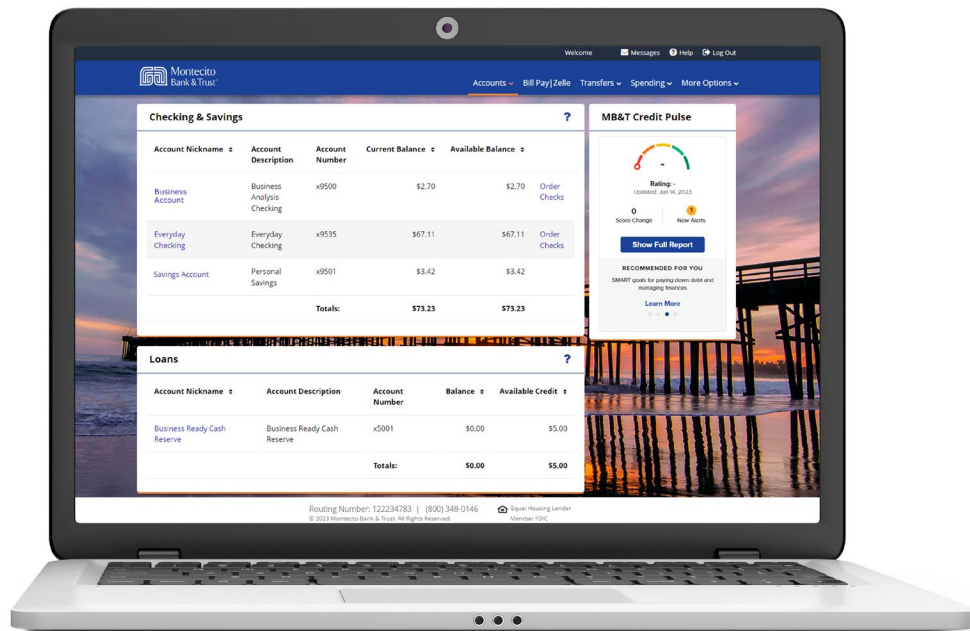 Welcome Messages Help Log Out
Montecito
Bank & Trust
Accounts Bill Pay|Zelle Transfers Spending More Options
Checking & Savings ?
Account Nickname Account Description Account Number Current Balance Available Balance
Business Account Business Analysis Checking x9500 $2.70 $2.70 Order Checks
Everyday Checking Everyday Checking x9535 $67.11 $67.11 Order Checks
Savings Account Personal Savings x9501 $3.42 $3.42
Totals: $73.23 $73.23
MB&T Credit Pulse
-
Rating: -
Updated: Jun 14, 2023
0 1
Score Change New Alerts
Show Full Report
RECOMMENDED FOR YOU
SMART goals for paying down debt and
managing finances
Learn More
Loans ?
Account Nickname Account Description Account Number Balance Available Credit
Business Ready Cash Reserve Business Ready Cash Reserve x5001 $0.00 $5.00
Totals: $0.00 $5.00
Routing Number: 122234783 | (800) 348-0146
© 2023 Montecito Bank & Trust. All Rights Reserved.
Equal Housing Lender
Member FDIC